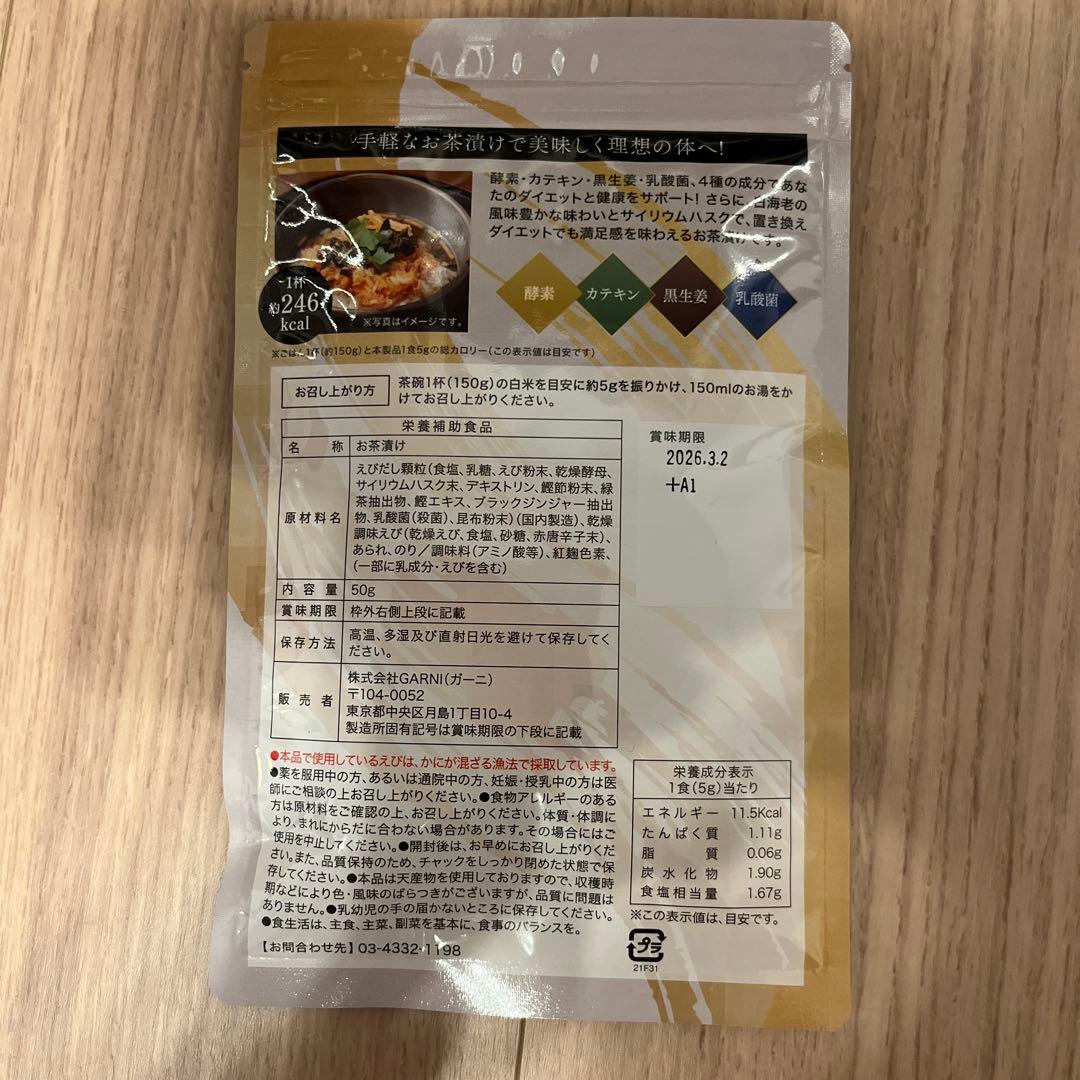 手軽なお茶漬けで美味しく理想の体へ!
酵素・カテキン・黒生姜・乳酸菌、4種の成分であな
たのダイエットと健康をサポート! さらに、白海老の
風味豊かな味わいとサイリウムハスクで、置き換え
ダイエットでも満足感を味わえるお茶漬けです。
1杯
約246
kcal
※写真はイメージです。
酵素
カテキン
黒生姜
乳酸菌
※ごはん1杯(約150g)と本製品1食5gの総カロリー(この表示値は目安です)
お召し上がり方
茶碗1杯(150g)の白米を目安に約5gを振りかけ、150mlのお湯をか
けてお召し上がりください。
栄養補助食品
名称 お茶漬け
原材料名
えびだし顆粒(食塩、乳糖、えび粉末、乾燥酵母、
サイリウムハスク末、デキストリン、鰹節粉末、緑
茶抽出物、鰹エキス、ブラックジンジャー抽出
物、乳酸菌(殺菌)、昆布粉末)(国内製造)、乾燥
調味えび(乾燥えび、食塩、砂糖、赤唐辛子末)、
あられ、のり／調味料(アミノ酸等)、紅麹色素、
(一部に乳成分・えびを含む)
内容量 50g
賞味期限 枠外右側上段に記載
保存方法
高温、多湿及び直射日光を避けて保存してく
ださい。
販売者
株式会社GARNI(ガーニ)
〒104-0052
東京都中央区月島1丁目10-4
製造所固有記号は賞味期限の下段に記載
賞味期限
2026.3.2
+A1
●本品で使用しているえびは、かにが混ざる漁法で採取しています。
●薬を服用中の方、あるいは通院中の方、妊娠・授乳中の方は医
師にご相談の上お召し上がりください。●食物アレルギーのある
方は原材料をご確認の上、お召し上がりください。体質・体調に
より、まれにからだに合わない場合があります。その場合にはご
使用を中止してください。●開封後は、お早めにお召し上がりくだ
さい。また、品質保持のため、チャックをしっかり閉めた状態で保
存してください。●本品は天産物を使用しておりますので、収穫時
期などにより色・風味のばらつきがございますが、品質に問題は
ありません。●乳幼児の手の届かないところに保存してください。
●食生活は、主食、主菜、副菜を基本に、食事のバランスを。
【お問合わせ先】03-4332-1198
栄養成分表示
1食(5g)当たり
エネルギー 11.5Kcal
たんぱく質 1.11g
脂質 0.06g
炭水化物 1.90g
食塩相当量 1.67g
※この表示値は、目安です。
プラ
21F31